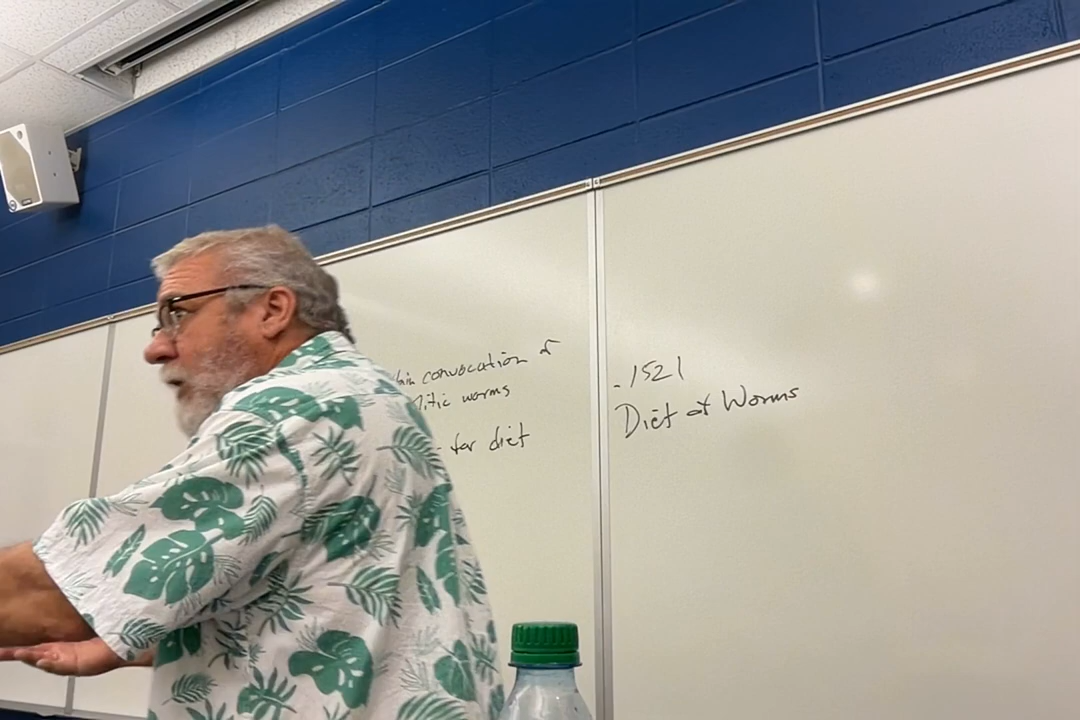 convocation of
worms
for diet
.1521
Diet of Worms